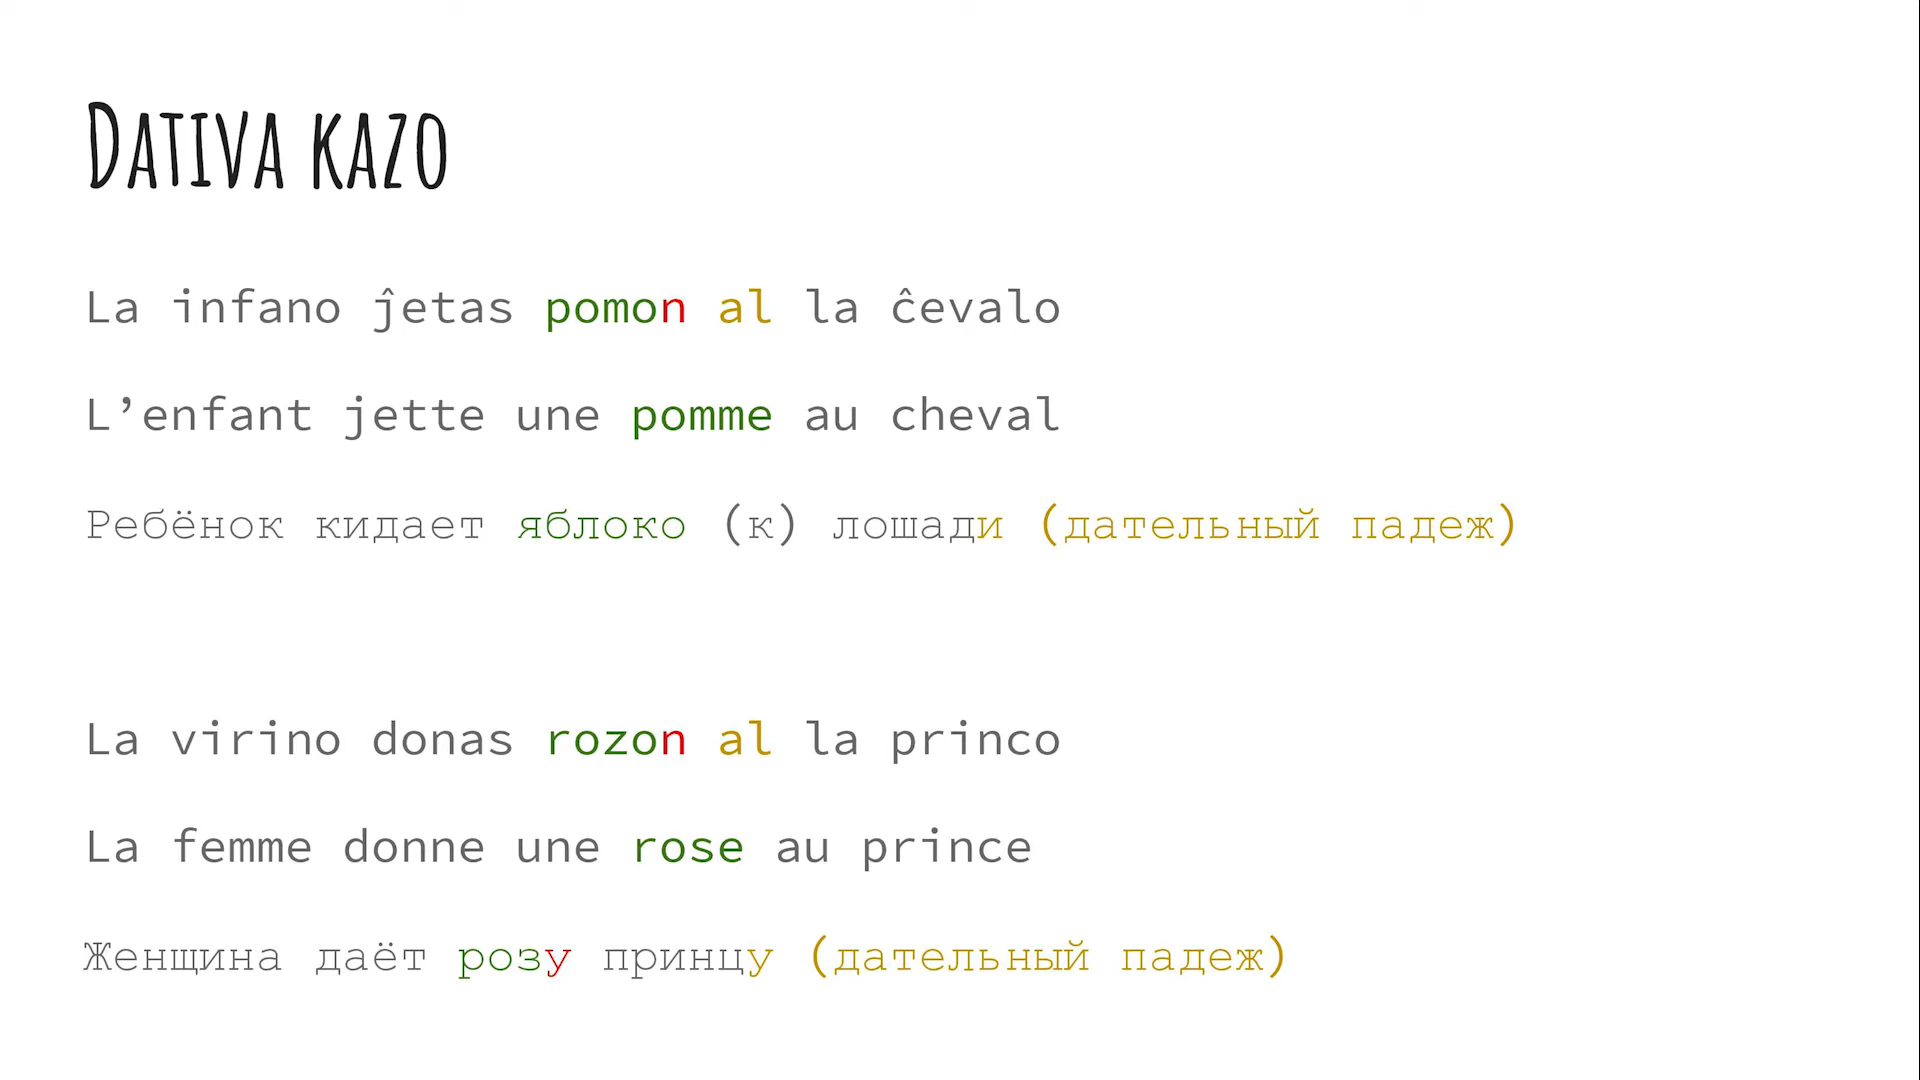 Dativa kazo
La infano ĵetas pomon al la ĉevalo
L’enfant jette une pomme au cheval
Ребёнок кидает яблоко (к) лошади (дательный падеж)
La virino donas rozon al la princo
La femme donne une rose au prince
Женщина даёт розу принцу (дательный падеж)